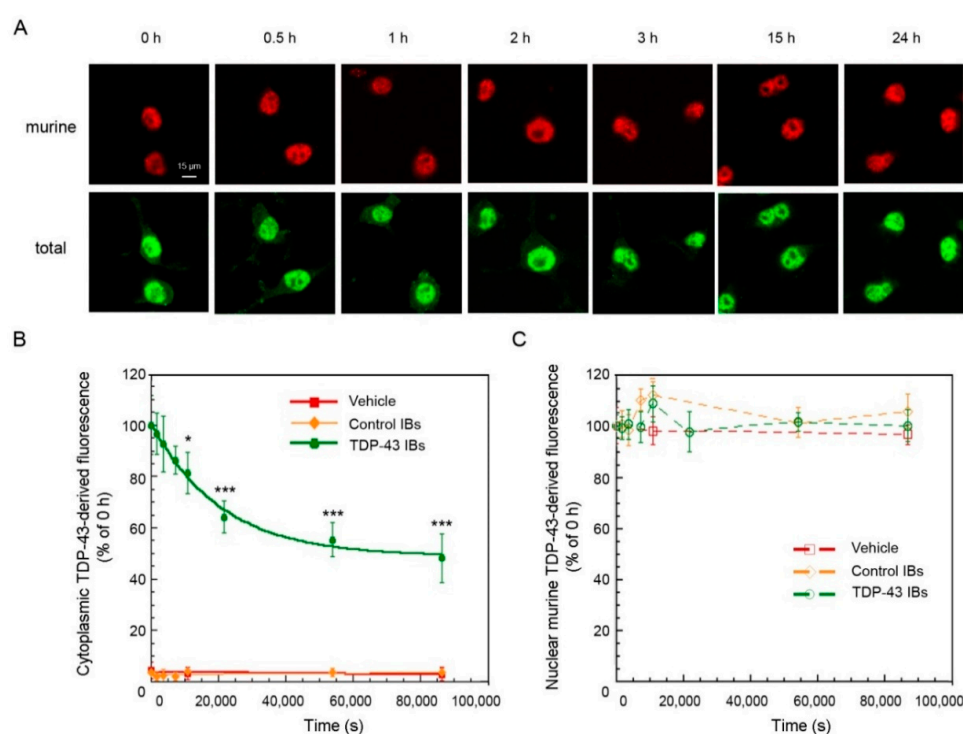 A
0 h 0.5 h 1 h 2 h 3 h 15 h 24 h
murine
15 µm
total
B
Cytoplasmic TDP-43-derived fluorescence
(% of 0 h)
120
100
80
60
40
20
0
0 20,000 40,000 60,000 80,000 100,000
Time (s)
Vehicle
Control IBs
TDP-43 IBs
*
***
***
***
C
Nuclear murine TDP-43-derived fluorescence
(% of 0 h)
120
100
80
60
40
20
0
0 20,000 40,000 60,000 80,000 100,000
Time (s)
Vehicle
Control IBs
TDP-43 IBs